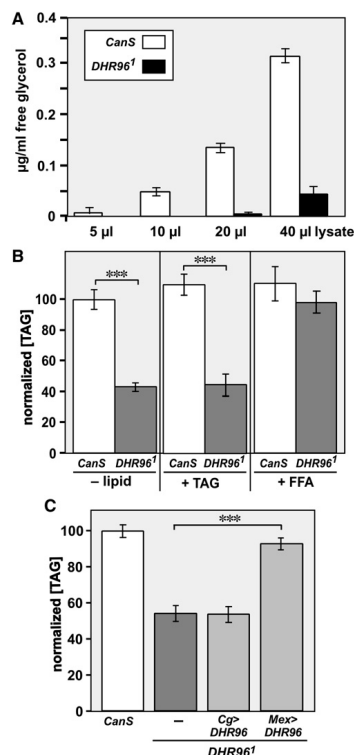 A
µg/ml free glycerol
0.3
0.2
0.1
0
CanS
DHR96¹
5 µl 10 µl 20 µl 40 µl lysate
B
normalized [TAG]
100
80
60
40
20
0
*** ***
CanS DHR96¹ CanS DHR96¹ CanS DHR96¹
– lipid + TAG + FFA
C
normalized [TAG]
100
80
60
40
20
0
***
CanS – Cg> Mex>
DHR96 DHR96
DHR96¹